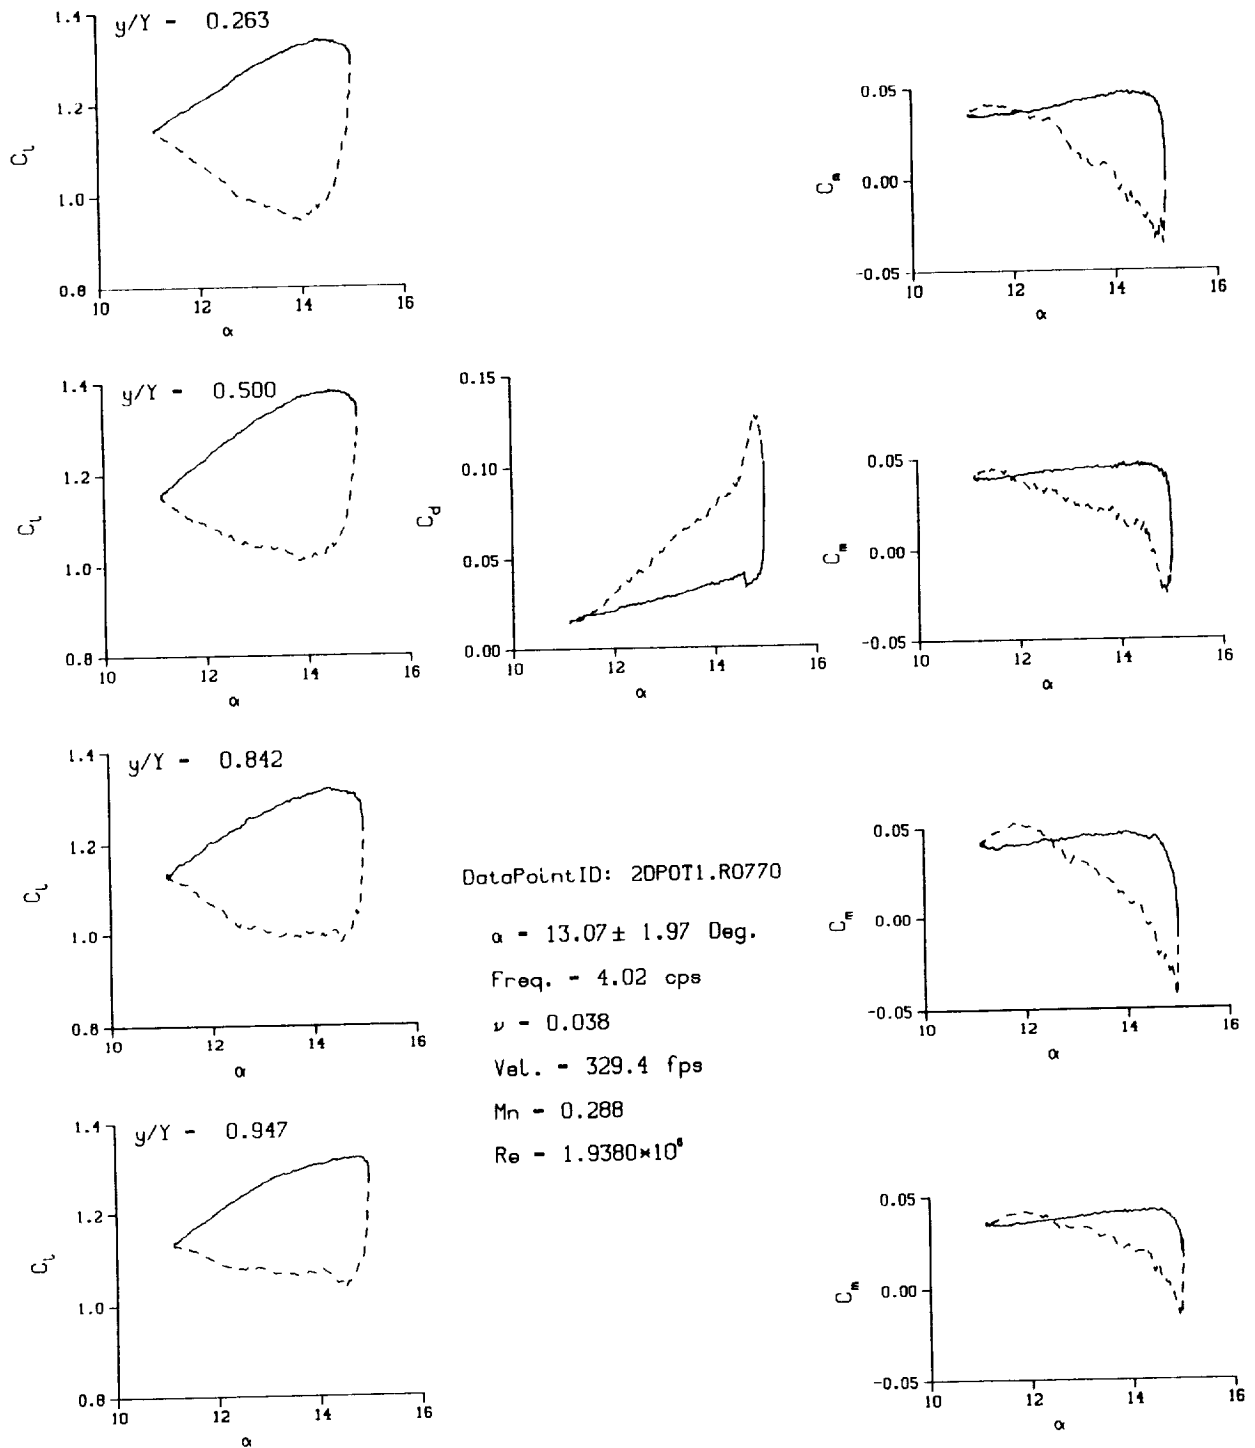 y/Y - 0.263
1.4
1.2
1.0
0.8
C_l
10 12 14 16
α
0.05
0.00
-0.05
C_m
10 12 14 16
α
y/Y - 0.500
1.4
1.2
1.0
0.8
C_l
10 12 14 16
α
0.15
0.10
0.05
0.00
C_d
10 12 14 16
α
0.05
0.00
-0.05
C_m
10 12 14 16
α
y/Y - 0.842
1.4
1.2
1.0
0.8
C_l
10 12 14 16
α
DataPointID: 2DPOT1.R0770
α - 13.07± 1.97 Deg.
Freq. - 4.02 cps
ν - 0.038
Vel. - 329.4 fps
Mn - 0.288
Re - 1.9380×10⁶
0.05
0.00
-0.05
C_m
10 12 14 16
α
y/Y - 0.947
1.4
1.2
1.0
0.8
C_l
10 12 14 16
α
0.05
0.00
-0.05
C_m
10 12 14 16
α